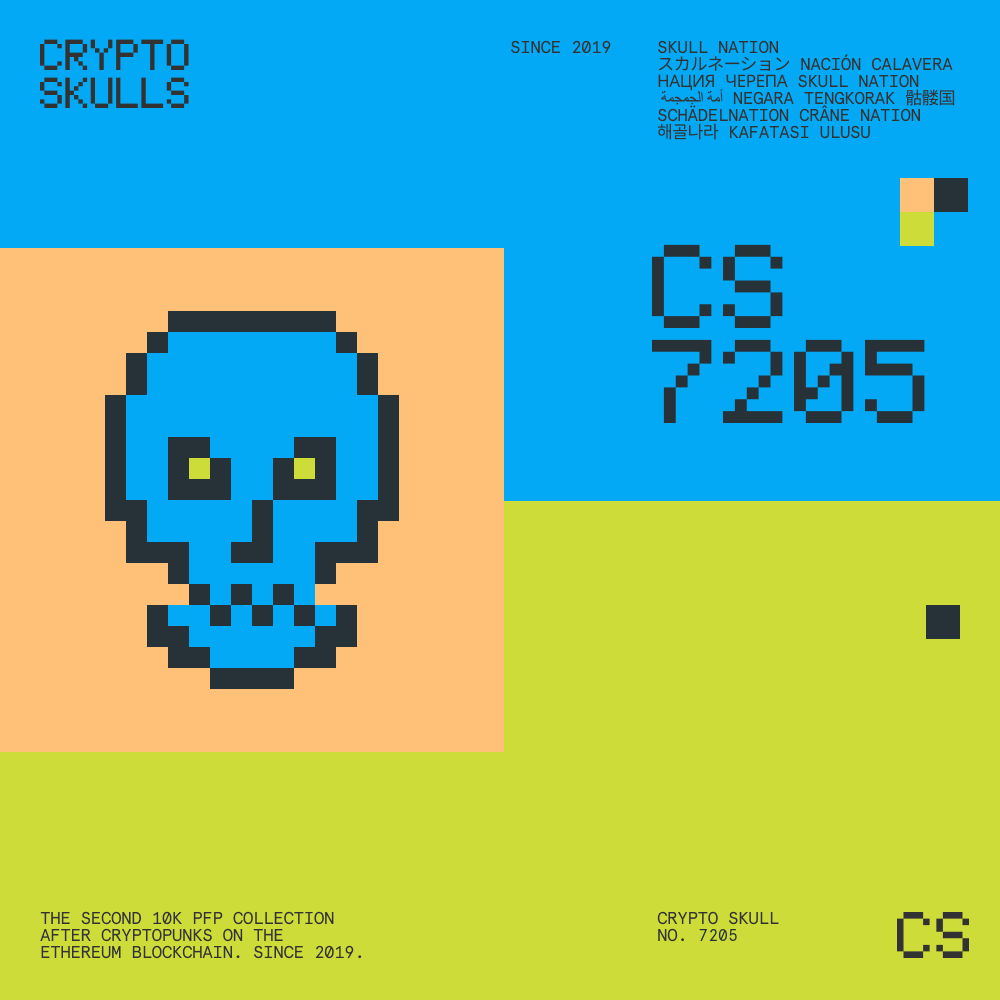 CRYPTO
SKULLS
SINCE 2019
SKULL NATION
スカルネーション NACIÓN CALAVERA
НАЦИЯ ЧЕРЕПА SKULL NATION
أمة الجمجمة NEGARA TENGKORAK 骷髅国
SCHÄDELNATION CRÂNE NATION
해골나라 KAFATASI ULUSU
CS
7205
THE SECOND 10K PFP COLLECTION
AFTER CRYPTOPUNKS ON THE
ETHEREUM BLOCKCHAIN. SINCE 2019.
CRYPTO SKULL
NO. 7205
CS